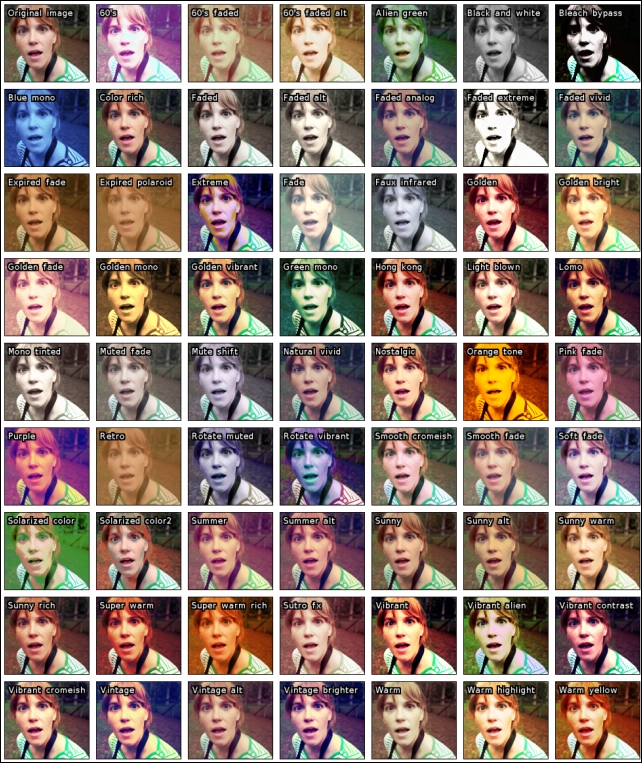 Original image
60's
60's faded
60's faded alt
Alien green
Black and white
Bleach bypass
Blue mono
Color rich
Faded
Faded alt
Faded analog
Faded extreme
Faded vivid
Expired fade
Expired polaroid
Extreme
Fade
Faux infrared
Golden
Golden bright
Golden fade
Golden mono
Golden vibrant
Green mono
Hong kong
Light blown
Lomo
Mono tinted
Muted fade
Mute shift
Natural vivid
Nostalgic
Orange tone
Pink fade
Purple
Retro
Rotate muted
Rotate vibrant
Smooth cromeish
Smooth fade
Soft fade
Solarized color
Solarized color2
Summer
Summer alt
Sunny
Sunny alt
Sunny warm
Sunny rich
Super warm
Super warm rich
Sutro fx
Vibrant
Vibrant alien
Vibrant contrast
Vibrant cromeish
Vintage
Vintage alt
Vintage brighter
Warm
Warm highlight
Warm yellow